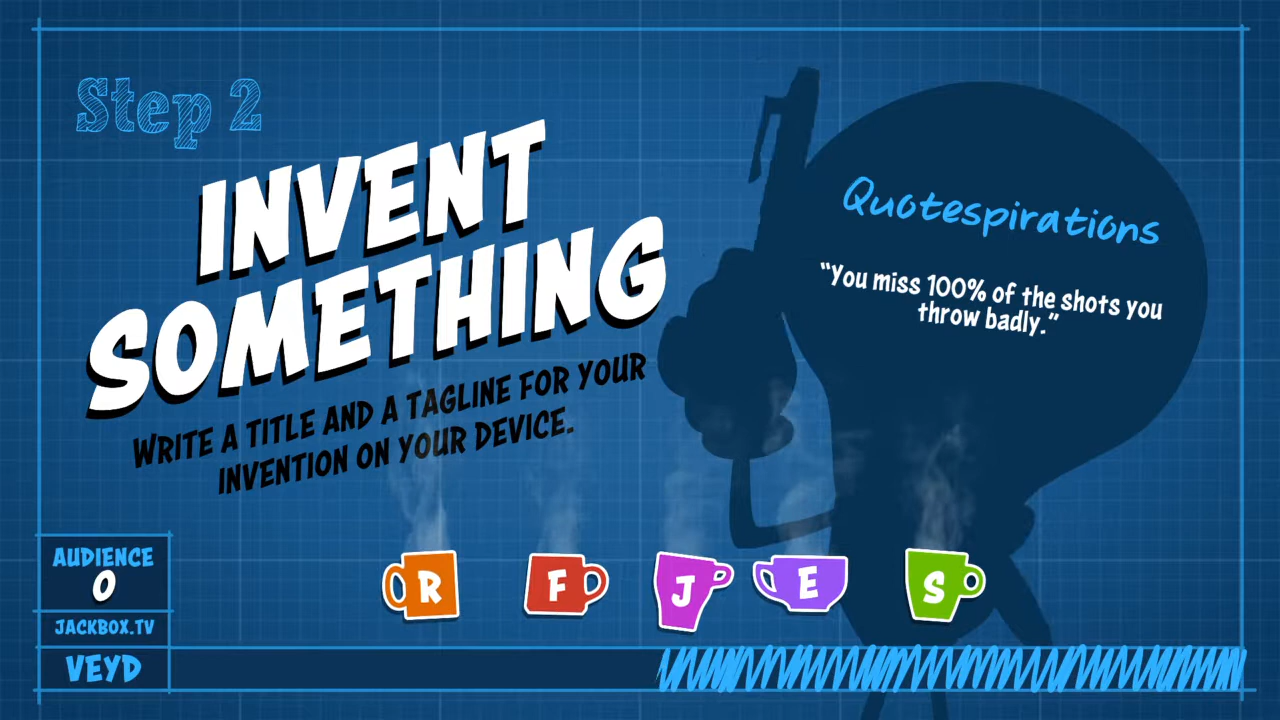 Step 2
INVENT
SOMETHING
WRITE A TITLE AND A TAGLINE FOR YOUR
INVENTION ON YOUR DEVICE.
Quotespirations
“You miss 100% of the shots you
throw badly.”
R F J E S
AUDIENCE
0
JACKBOX.TV
VEYD